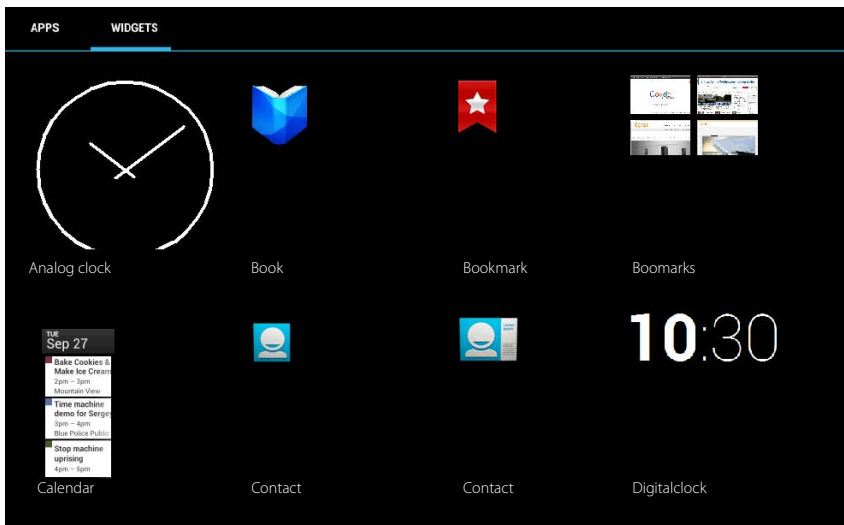 APPS WIDGETS
Google
Analog clock Book Bookmark Boomarks
TUE
Sep 27
Bake Cookies &
Make Ice Cream
2pm – 3pm
Mountain View
Time machine
demo for Sergey
3pm – 4pm
Blue Police Public
Stop machine
uprising
4pm – 5pm
10:30
Calendar Contact Contact Digitalclock